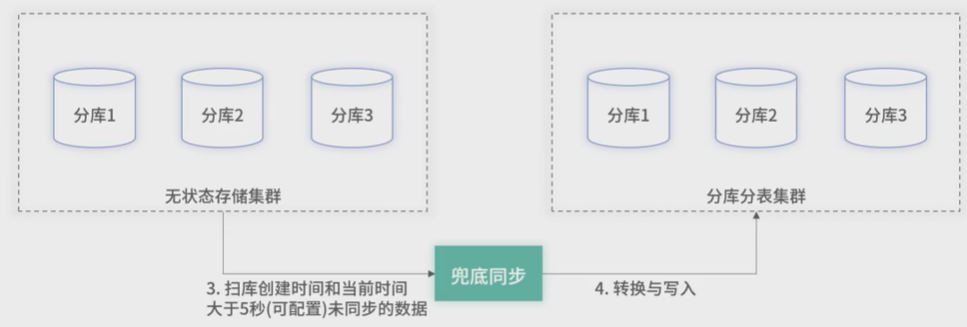 分库1
分库2
分库3
分库1
分库2
分库3
无状态存储集群
分库分表集群
兜底同步
3. 扫库创建时间和当前时间
大于5秒(可配置)未同步的数据
4. 转换与写入